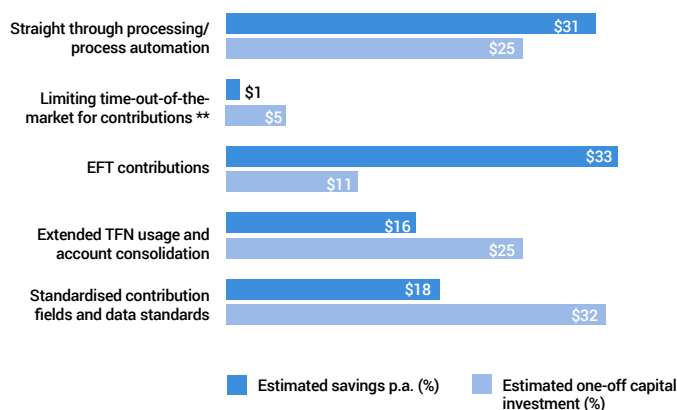 Straight through processing/
process automation
$31
$25
Limiting time-out-of-the-
market for contributions **
$1
$5
EFT contributions
$33
$11
Extended TFN usage and
account consolidation
$16
$25
Standardised contribution
fields and data standards
$18
$32
Estimated savings p.a. (%)
Estimated one-off capital
investment (%)